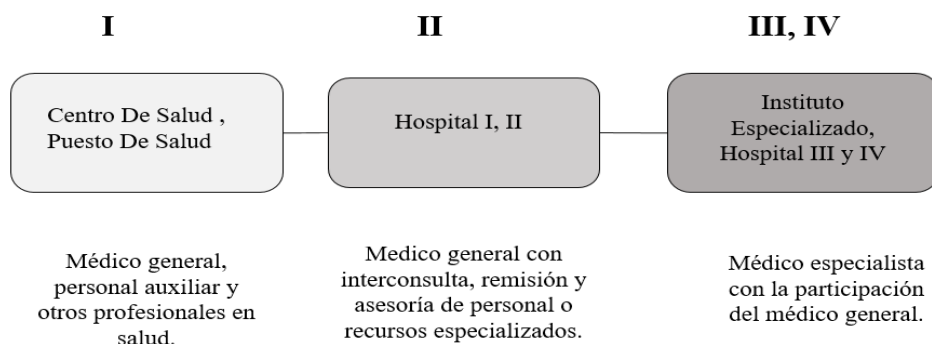 I
II
III, IV
Centro De Salud ,
Puesto De Salud
Hospital I, II
Instituto
Especializado,
Hospital III y IV
Médico general,
personal auxiliar y
otros profesionales en
salud.
Medico general con
interconsulta, remisión y
asesoría de personal o
recursos especializados.
Médico especialista
con la participación
del médico general.